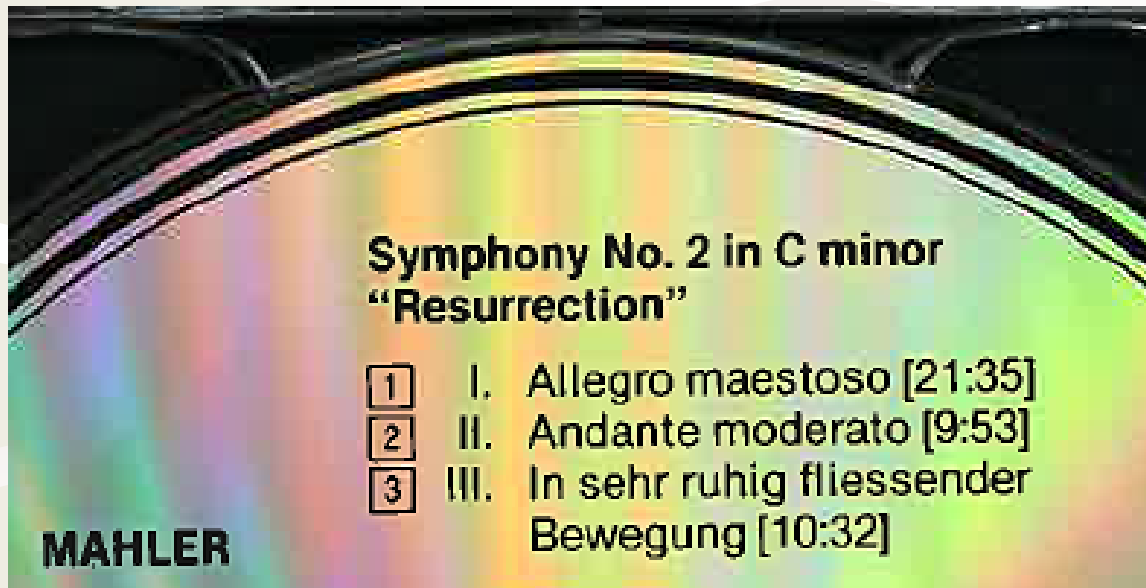 Symphony No. 2 in C minor
“Resurrection”
1 I. Allegro maestoso [21:35]
2 II. Andante moderato [9:53]
3 III. In sehr ruhig fliessender
Bewegung [10:32]
MAHLER